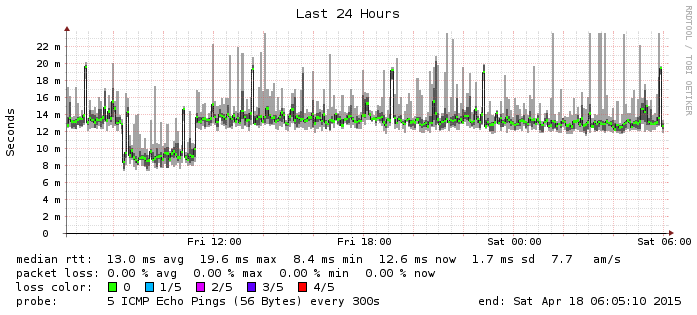 Last 24 Hours
RRDTOOL / TOBI OETIKER
Seconds
22 m
20 m
18 m
16 m
14 m
12 m
10 m
8 m
6 m
4 m
2 m
0
Fri 12:00 Fri 18:00 Sat 00:00 Sat 06:00
median rtt: 13.0 ms avg 19.6 ms max 8.4 ms min 12.6 ms now 1.7 ms sd 7.7 am/s
packet loss: 0.00 % avg 0.00 % max 0.00 % min 0.00 % now
loss color: 0 1/5 2/5 3/5 4/5
probe: 5 ICMP Echo Pings (56 Bytes) every 300s end: Sat Apr 18 06:05:10 2015